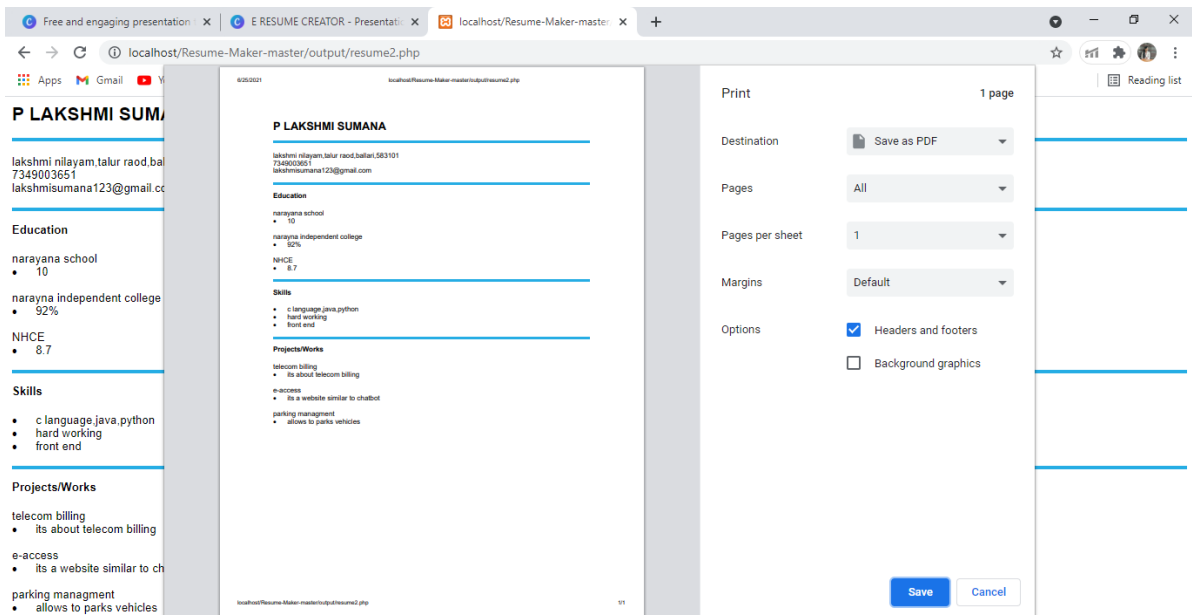 Free and engaging presentation
E RESUME CREATOR - Presentatio
localhost/Resume-Maker-master
localhost/Resume-Maker-master/output/resume2.php
Apps
Gmail
Y
Reading list
P LAKSHMI SUMA
lakshmi nilayam,talur raod,bal
7349003651
lakshmisumana123@gmail.co
Education
narayana school
• 10
narayna independent college
• 92%
NHCE
• 8.7
Skills
• c language,java,python
• hard working
• front end
Projects/Works
telecom billing
• its about telecom billing
e-access
• its a website similar to ch
parking managment
• allows to parks vehicles
6/25/2021 localhost/Resume-Maker-master/output/resume2.php
P LAKSHMI SUMANA
lakshmi nilayam,talur raod,ballari,583101
7349003651
lakshmisumana123@gmail.com
Education
narayana school
• 10
narayna independent college
• 92%
NHCE
• 8.7
Skills
• c language,java,python
• hard working
• front end
Projects/Works
telecom billing
• its about telecom billing
e-access
• its a website similar to chatbot
parking managment
• allows to parks vehicles
localhost/Resume-Maker-master/output/resume2.php 1/1
Print 1 page
Destination Save as PDF
Pages All
Pages per sheet 1
Margins Default
Options Headers and footers
Background graphics
Save Cancel